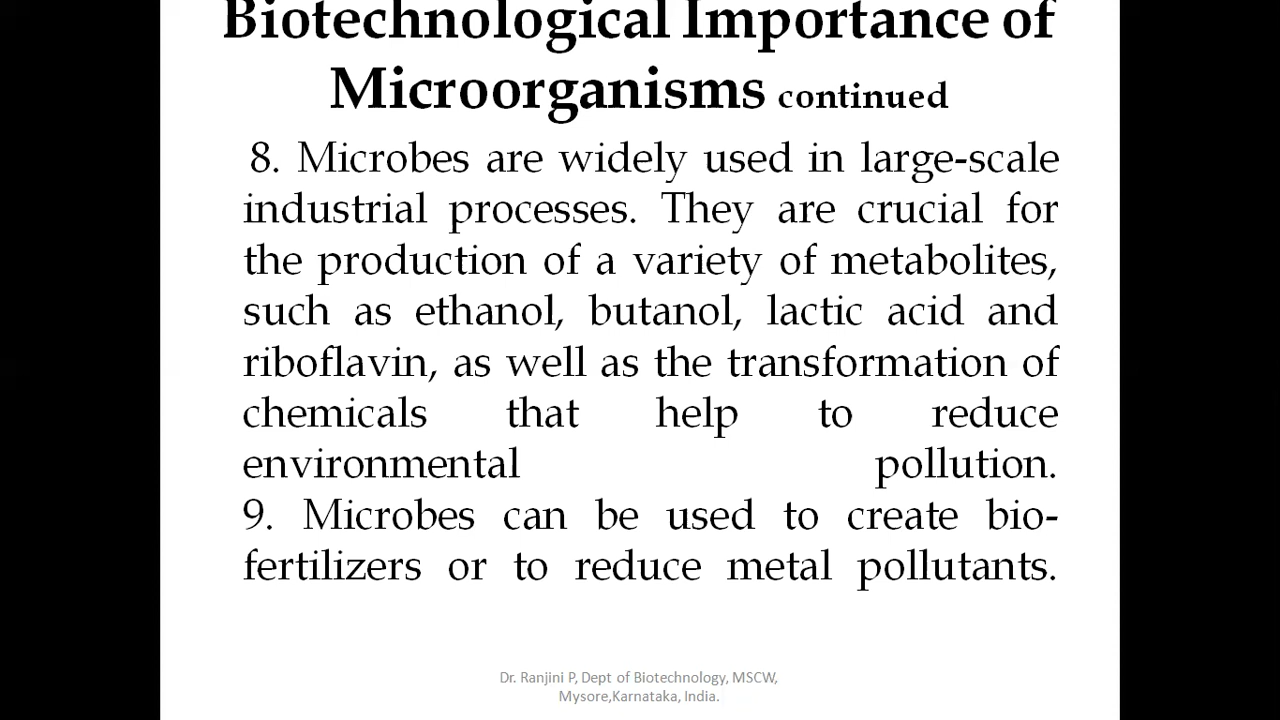 Biotechnological Importance of
Microorganisms continued
8. Microbes are widely used in large-scale
industrial processes. They are crucial for
the production of a variety of metabolites,
such as ethanol, butanol, lactic acid and
riboflavin, as well as the transformation of
chemicals that help to reduce
environmental pollution.
9. Microbes can be used to create bio-
fertilizers or to reduce metal pollutants.
Dr. Ranjini P, Dept of Biotechnology, MSCW,
Mysore,Karnataka, India.